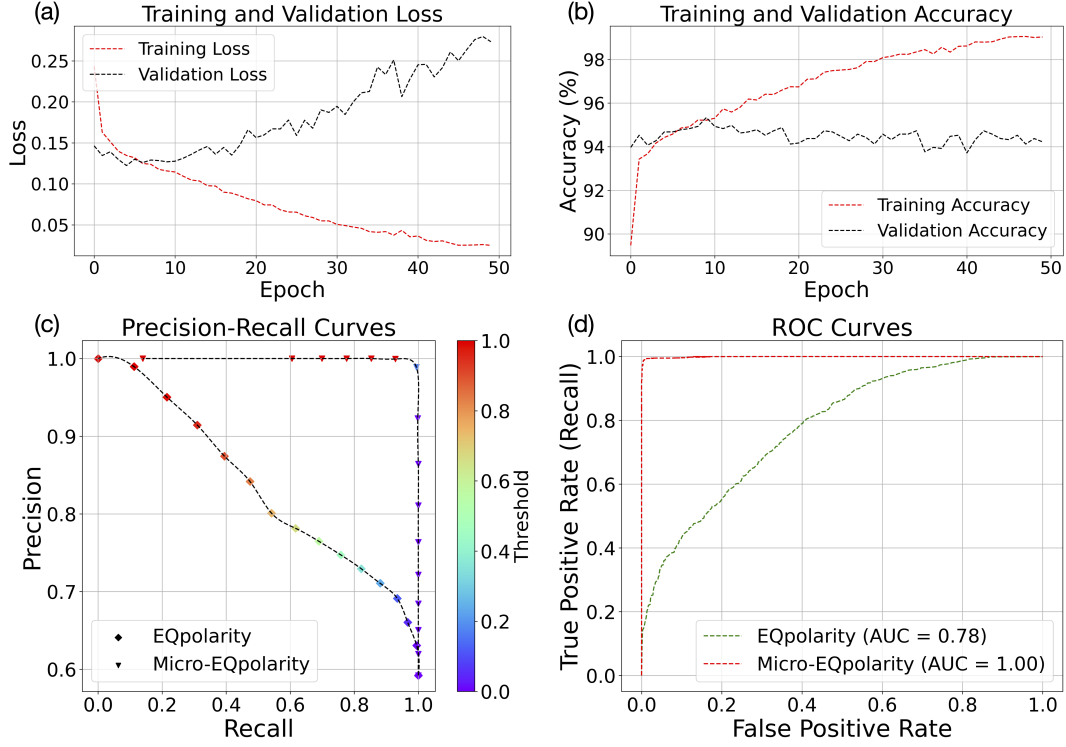 (a)
Training and Validation Loss
Training Loss
Validation Loss
0.25
0.20
0.15
0.10
0.05
Loss
0 10 20 30 40 50
Epoch
(b)
Training and Validation Accuracy
98
96
94
92
90
Accuracy (%)
Training Accuracy
Validation Accuracy
0 10 20 30 40 50
Epoch
(c)
Precision-Recall Curves
1.0
0.9
0.8
0.7
0.6
Precision
EQpolarity
Micro-EQpolarity
0.0 0.2 0.4 0.6 0.8 1.0
Recall
1.0
0.8
0.6
0.4
0.2
0.0
Threshold
(d)
ROC Curves
1.0
0.8
0.6
0.4
0.2
0.0
True Positive Rate (Recall)
EQpolarity (AUC = 0.78)
Micro-EQpolarity (AUC = 1.00)
0.0 0.2 0.4 0.6 0.8 1.0
False Positive Rate